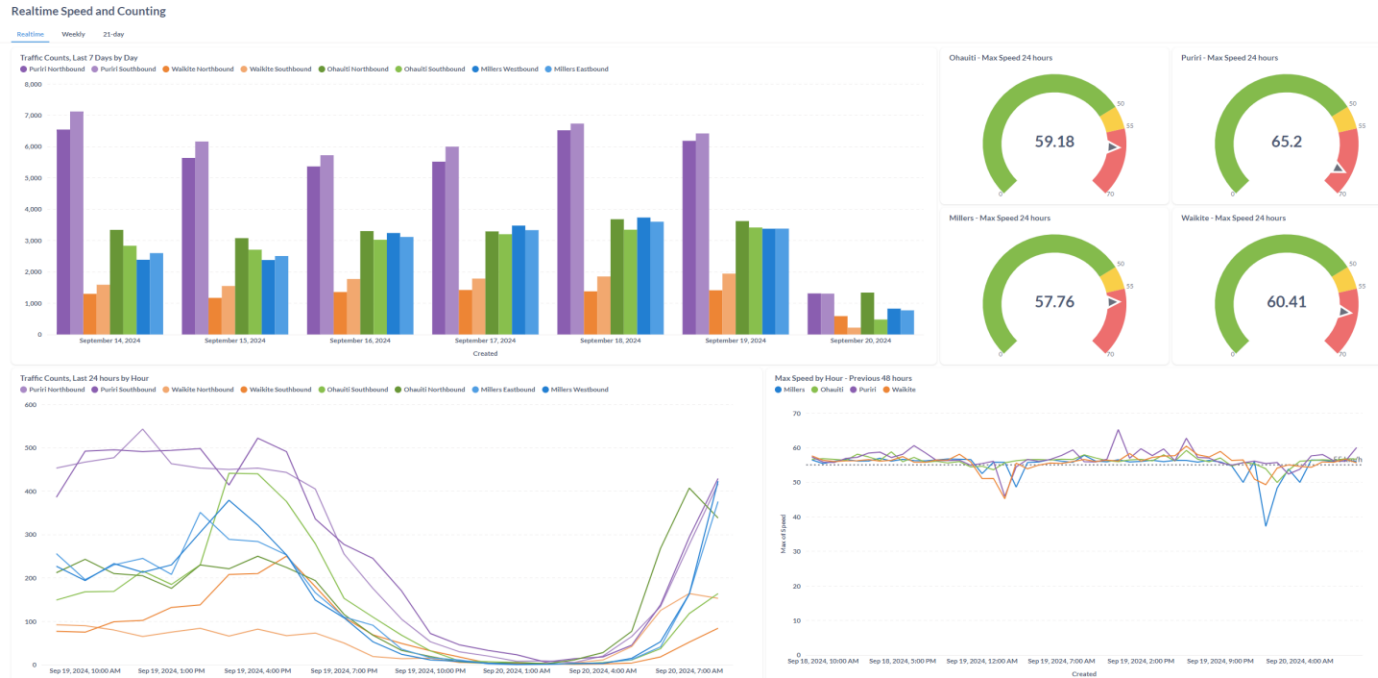 Realtime Speed and Counting
Realtime Weekly 21-day
Traffic Counts, Last 7 Days by Day
Puriri Northbound Puriri Southbound Waikite Northbound Waikite Southbound Ohauiti Northbound Ohauiti Southbound Millers Westbound Millers Eastbound
8,000
7,000
6,000
5,000
4,000
3,000
2,000
1,000
0
September 14, 2024 September 15, 2024 September 16, 2024 September 17, 2024 September 18, 2024 September 19, 2024 September 20, 2024
Created
Ohauiti - Max Speed 24 hours
50
55
59.18
0 70
Puriri - Max Speed 24 hours
50
55
65.2
0 70
Millers - Max Speed 24 hours
50
55
57.76
0 70
Waikite - Max Speed 24 hours
50
55
60.41
0 70
Traffic Counts, Last 24 hours by Hour
Puriri Northbound Puriri Southbound Waikite Northbound Waikite Southbound Ohauiti Southbound Ohauiti Northbound Millers Eastbound Millers Westbound
600
500
400
300
200
100
0
Sep 19, 2024, 10:00 AM Sep 19, 2024, 1:00 PM Sep 19, 2024, 4:00 PM Sep 19, 2024, 7:00 PM Sep 19, 2024, 10:00 PM Sep 20, 2024, 1:00 AM Sep 20, 2024, 4:00 AM Sep 20, 2024, 7:00 AM
Max Speed by Hour - Previous 48 hours
Millers Ohauiti Puriri Waikite
70
60
50
40
30
20
10
0
Max of Speed
Sep 18, 2024, 10:00 AM Sep 18, 2024, 5:00 PM Sep 19, 2024, 12:00 AM Sep 19, 2024, 7:00 AM Sep 19, 2024, 2:00 PM Sep 19, 2024, 9:00 PM Sep 20, 2024, 4:00 AM
Created